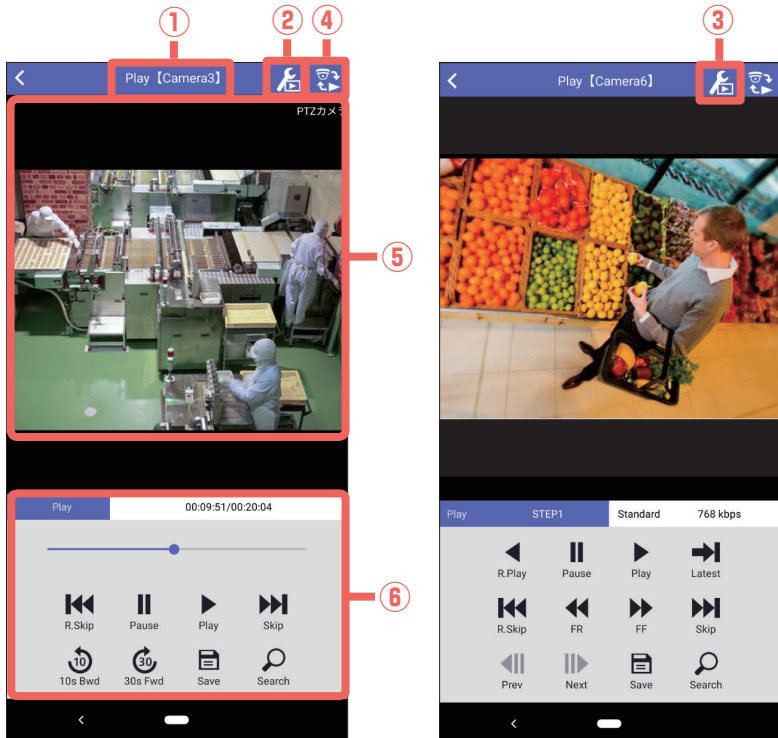 ① ② ④ ③
Play【Camera3】
Play【Camera6】
PTZカメラ
⑤
Play 00:09:51/00:20:04
R.Skip Pause Play Skip
10 30
10s Bwd 30s Fwd Save Search
⑥
Play STEP1 Standard 768 kbps
R.Play Pause Play Latest
R.Skip FR FF Skip
Prev Next Save Search